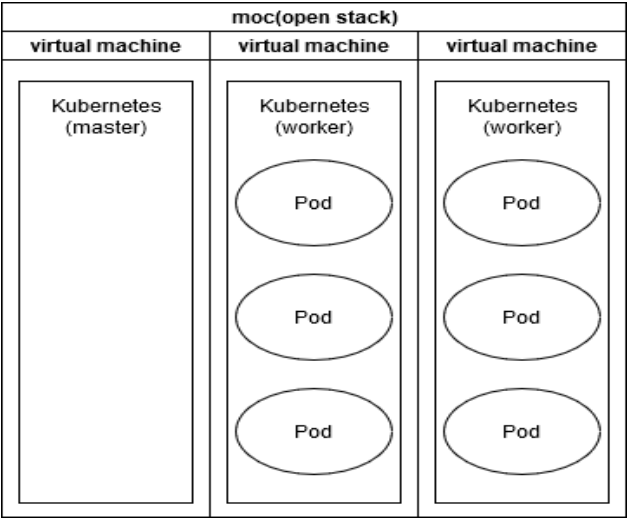 moc(open stack)
virtual machine
virtual machine
virtual machine
Kubernetes
(master)
Kubernetes
(worker)
Pod
Pod
Pod
Kubernetes
(worker)
Pod
Pod
Pod